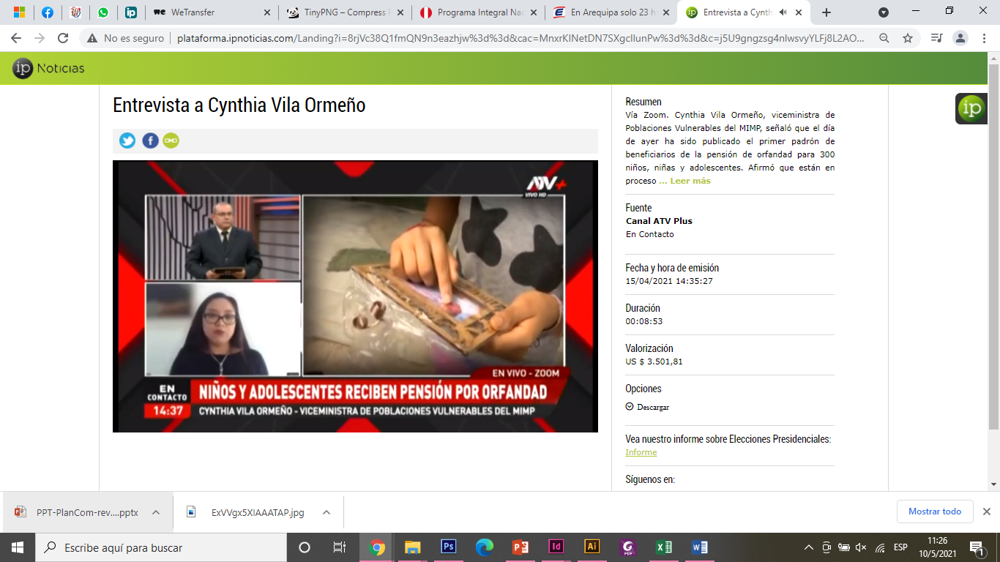 WeTransfer
TinyPNG – Compress
Programa Integral Nac
En Arequipa solo 23 h
Entrevista a Cynth
No es seguro
plataforma.ipnoticias.com/Landing?i=8rjVc38Q1fmQN9n3eazhjw%3d%3d&cac=MnxrKINetDN7SXgcIlunPw%3d%3d&c=j5U9gngzsg4nlwsvyYLFj8L2AO...
ip Noticias
Entrevista a Cynthia Vila Ormeño
ATV+
VIVO HD
EN VIVO - ZOOM
EN
CONTACTO
14:37
NIÑOS Y ADOLESCENTES RECIBEN PENSIÓN POR ORFANDAD
CYNTHIA VILA ORMEÑO - VICEMINISTRA DE POBLACIONES VULNERABLES DEL MIMP
Resumen
Vía Zoom. Cynthia Vila Ormeño, viceministra de
Poblaciones Vulnerables del MIMP, señaló que el día
de ayer ha sido publicado el primer padrón de
beneficiarios de la pensión de orfandad para 300
niños, niñas y adolescentes. Afirmó que están en
proceso ... Leer más
Fuente
Canal ATV Plus
En Contacto
Fecha y hora de emisión
15/04/2021 14:35:27
Duración
00:08:53
Valorización
US $ 3.501,81
Opciones
Descargar
Vea nuestro informe sobre Elecciones Presidenciales:
Informe
Síguenos en:
ip
PPT-PlanCom-rev....pptx
ExVVgx5XIAAATAP.jpg
Mostrar todo
Escribe aquí para buscar
Ps
Id
Ai
PDF
ESP
11:26
10/5/2021
1